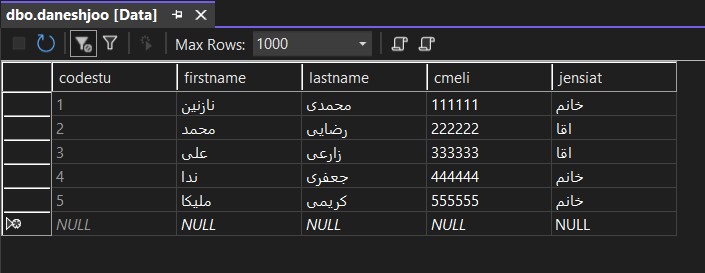 dbo.daneshjoo [Data]
Max Rows: 1000
codestu firstname lastname cmeli jensiat
1 نازنین محمدی 111111 خانم
2 محمد رضایی 222222 اقا
3 علی زارعی 333333 اقا
4 ندا جعفری 444444 خانم
5 ملیکا کریمی 555555 خانم
NULL NULL NULL NULL NULL